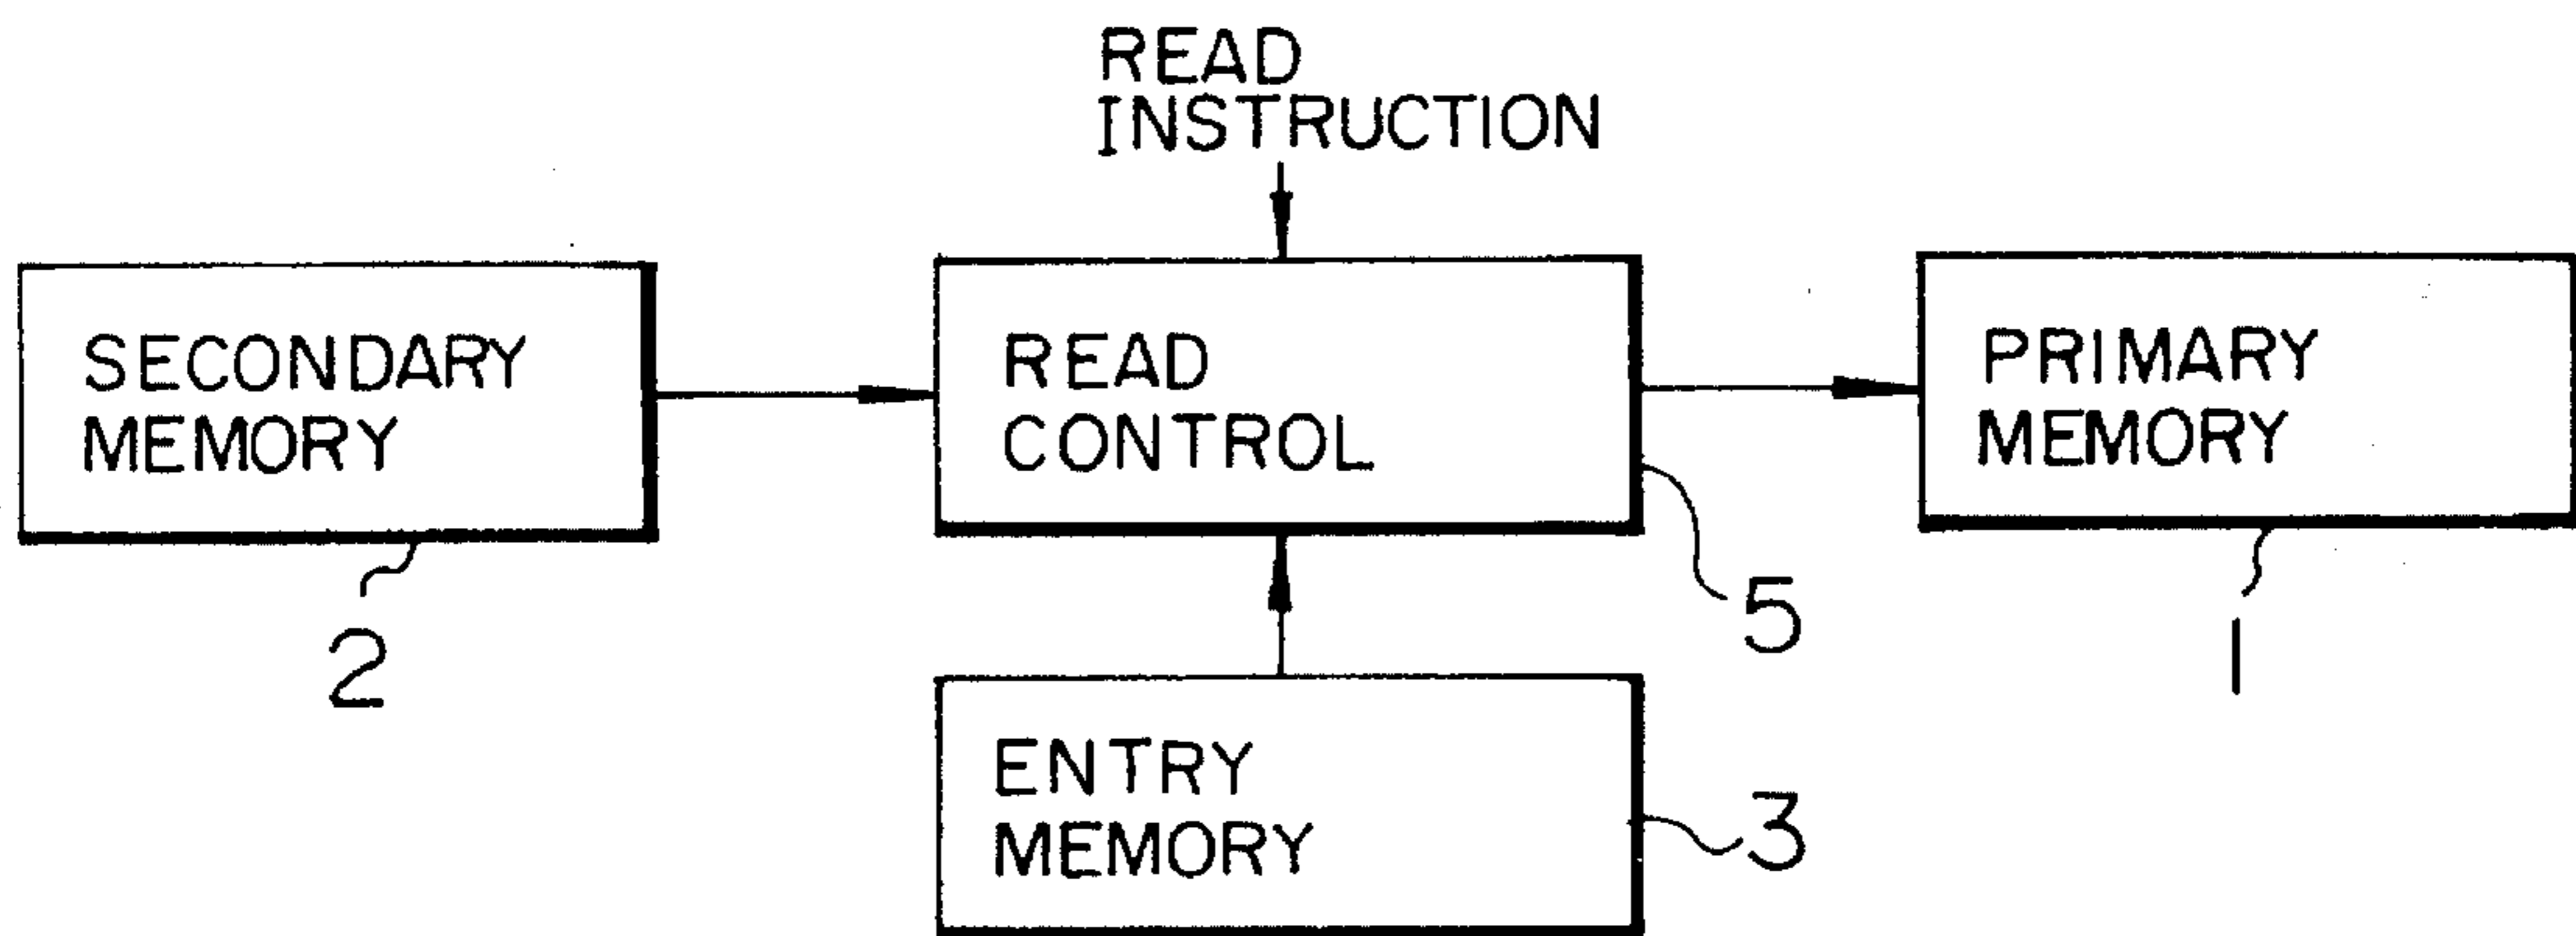 READ
INSTRUCTION
SECONDARY
MEMORY
2
READ
CONTROL
5
PRIMARY
MEMORY
1
ENTRY
MEMORY
3